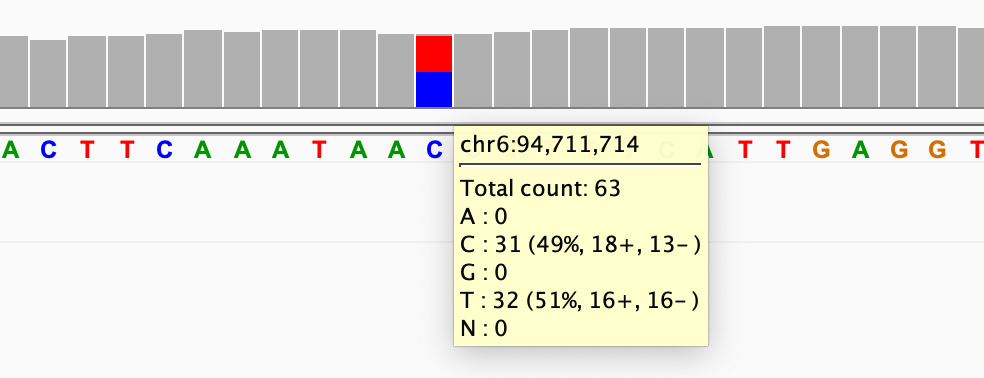 A C T T C A A A T A A C A T T G A G G T
chr6:94,711,714
Total count: 63
A : 0
C : 31 (49%, 18+, 13- )
G : 0
T : 32 (51%, 16+, 16- )
N : 0